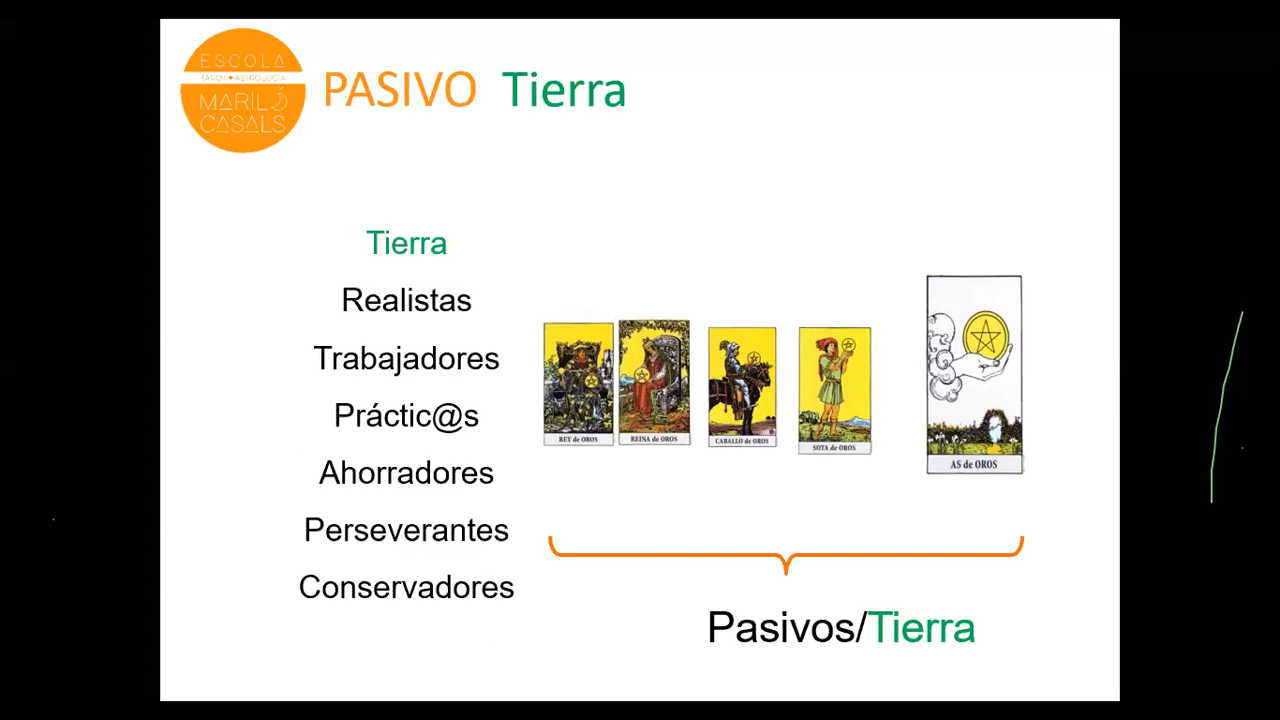 ESCOLA
TAROT • ASTROLOGIA
MARILÓ
CASALS
PASIVO Tierra
Tierra
Realistas
Trabajadores
Práctic@s
Ahorradores
Perseverantes
Conservadores
REY de OROS
REINA de OROS
CABALLO de OROS
SOTA de OROS
AS de OROS
Pasivos/Tierra